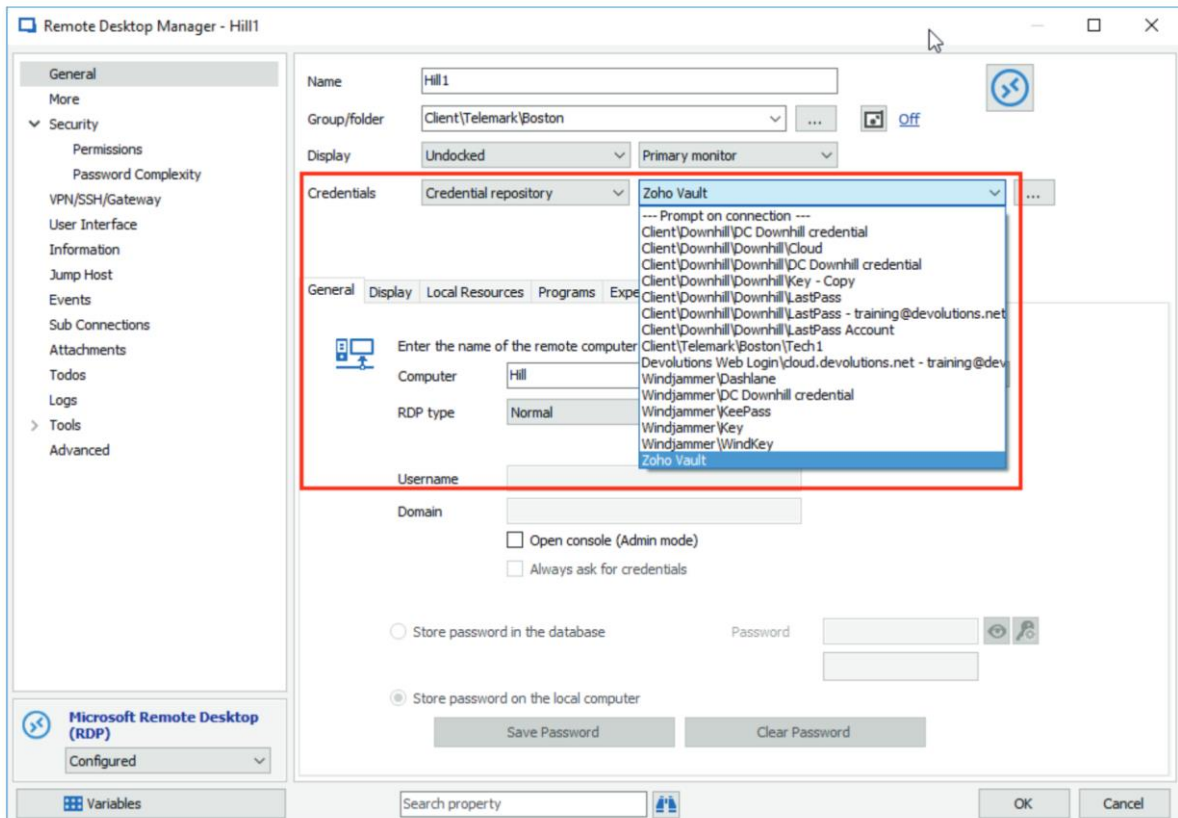 Remote Desktop Manager - Hill1
General
More
Security
Permissions
Password Complexity
VPN/SSH/Gateway
User Interface
Information
Jump Host
Events
Sub Connections
Attachments
Todos
Logs
Tools
Advanced
Microsoft Remote Desktop
(RDP)
Configured
Variables
Name Hill1
Group/folder Client\Telemark\Boston ... Off
Display Undocked Primary monitor
Credentials Credential repository Zoho Vault ...
--- Prompt on connection ---
Client\Downhill\DC Downhill credential
Client\Downhill\Downhill\Cloud
Client\Downhill\Downhill\DC Downhill credential
Client\Downhill\Downhill\Key - Copy
Client\Downhill\Downhill\LastPass
Client\Downhill\Downhill\LastPass - training@devolutions.net
Client\Downhill\Downhill\LastPass Account
Client\Telemark\Boston\Tech1
Devolutions Web Login\cloud.devolutions.net - training@dev
Windjammer\Dashlane
Windjammer\DC Downhill credential
Windjammer\KeePass
Windjammer\Key
Windjammer\WindKey
Zoho Vault
General Display Local Resources Programs Expe
Enter the name of the remote computer
Computer Hill
RDP type Normal
Username
Domain
Open console (Admin mode)
Always ask for credentials
Store password in the database Password
Store password on the local computer
Save Password Clear Password
Search property OK Cancel